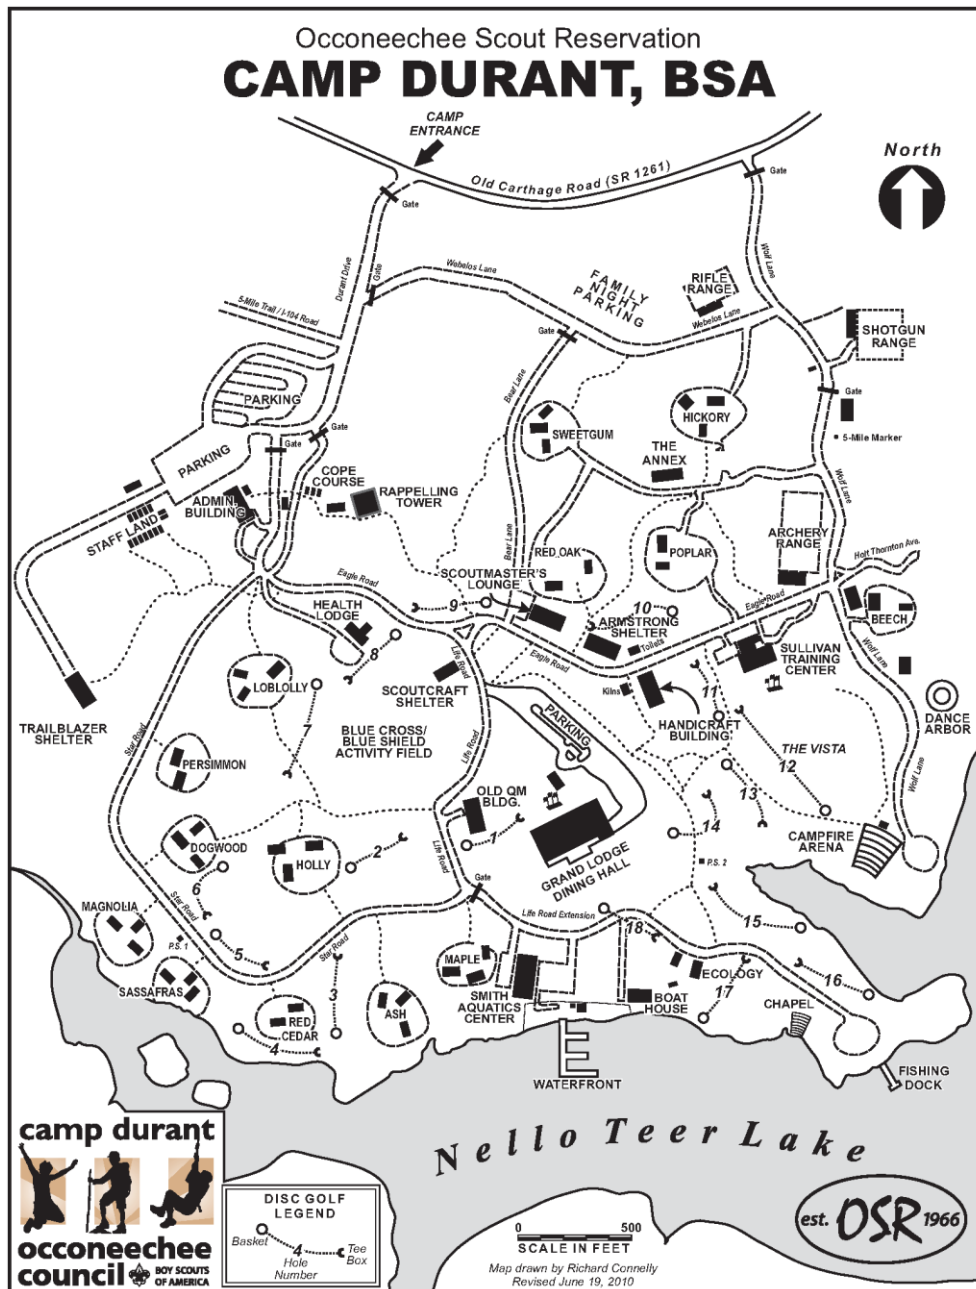 Occoneechee Scout Reservation
CAMP DURANT, BSA
CAMP
ENTRANCE
North
Old Carthage Road (SR 1261)
Gate
Gate
Durant Drive
Gate
Webelos Lane
Wolf Lane
FAMILY
NIGHT
PARKING
RIFLE
RANGE
Webelos Lane
5-Mile Trail / I-104 Road
Gate
SHOTGUN
RANGE
Bear Lane
Gate
PARKING
HICKORY
Gate
SWEETGUM
5-Mile Marker
PARKING
Gate
THE
ANNEX
COPE
COURSE
RAPPELLING
TOWER
Wolf Lane
ADMIN.
BUILDING
STAFF LAND
ARCHERY
RANGE
Bear Lane
RED OAK
POPLAR
Holt Thornton Ave.
Eagle Road
SCOUTMASTER'S
LOUNGE
9
10
Eagle Road
HEALTH
LODGE
ARMSTRONG
SHELTER
BEECH
Toilets
8
Life Road
Eagle Road
SULLIVAN
TRAINING
CENTER
Wolf Lane
LOBLOLLY
SCOUTCRAFT
SHELTER
Kilns
11
TRAILBLAZER
SHELTER
7
BLUE CROSS/
BLUE SHIELD
ACTIVITY FIELD
PARKING
HANDICRAFT
BUILDING
DANCE
ARBOR
Star Road
Life Road
THE VISTA
12
PERSIMMON
Wolf Lane
OLD QM
BLDG.
13
DOGWOOD
HOLLY
2
1
14
CAMPFIRE
ARENA
Life Road
GRAND LODGE
DINING HALL
P.S. 2
6
Gate
MAGNOLIA
Star Road
Life Road Extension
15
P.S. 1
5
Star Road
18
MAPLE
16
SASSAFRAS
3
ECOLOGY
SMITH
AQUATICS
CENTER
BOAT
HOUSE
17
CHAPEL
RED
CEDAR
ASH
4
FISHING
DOCK
WATERFRONT
Nello Teer Lake
camp durant
occoneechee
council
BOY SCOUTS
OF AMERICA
DISC GOLF
LEGEND
Basket
4
Tee
Box
Hole
Number
0 500
SCALE IN FEET
Map drawn by Richard Connelly
Revised June 19, 2010
est. OSR 1966